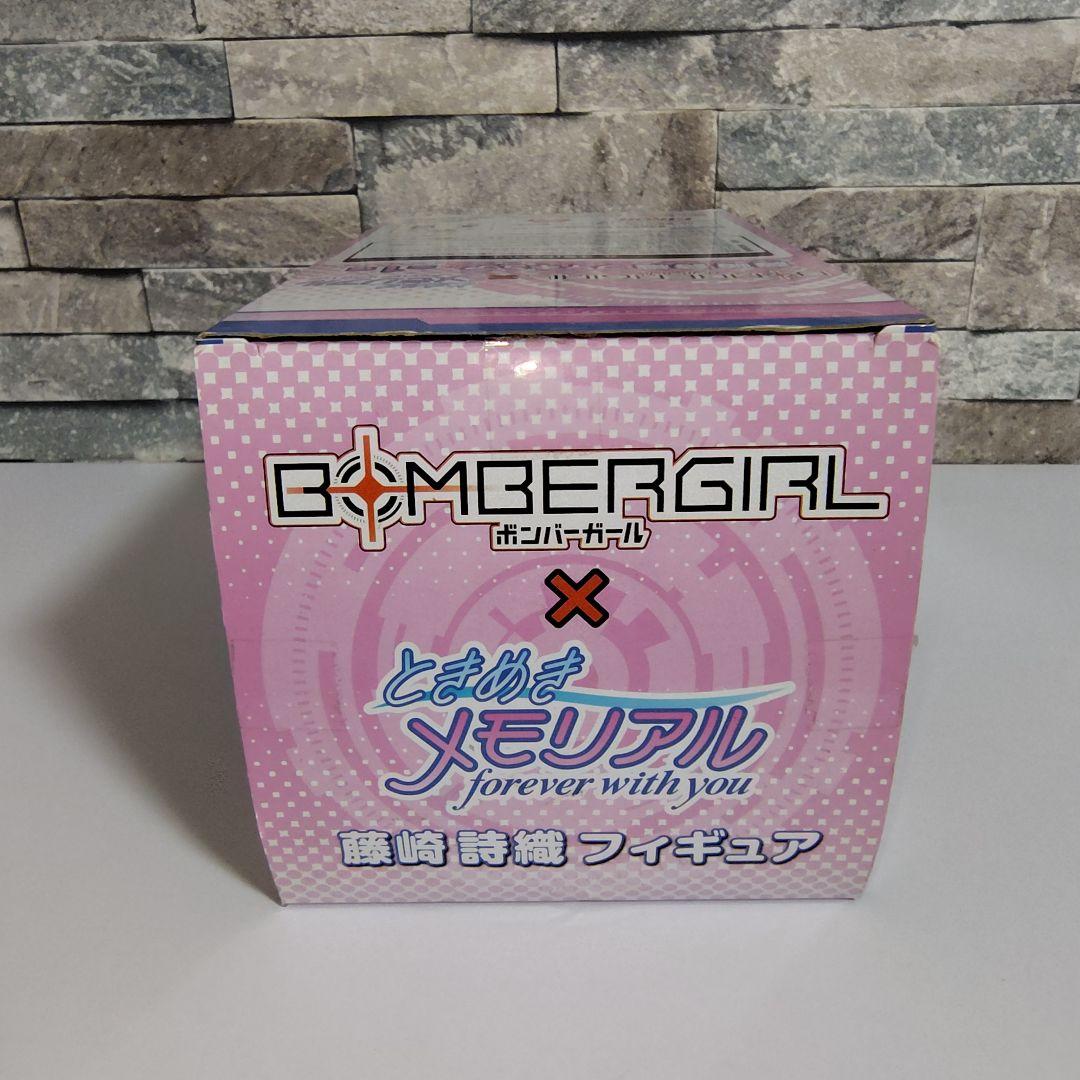 BOMBERGIRL
ボンバーガール
×
ときめき
メモリアル
forever with you
藤崎 詩織 フィギュア